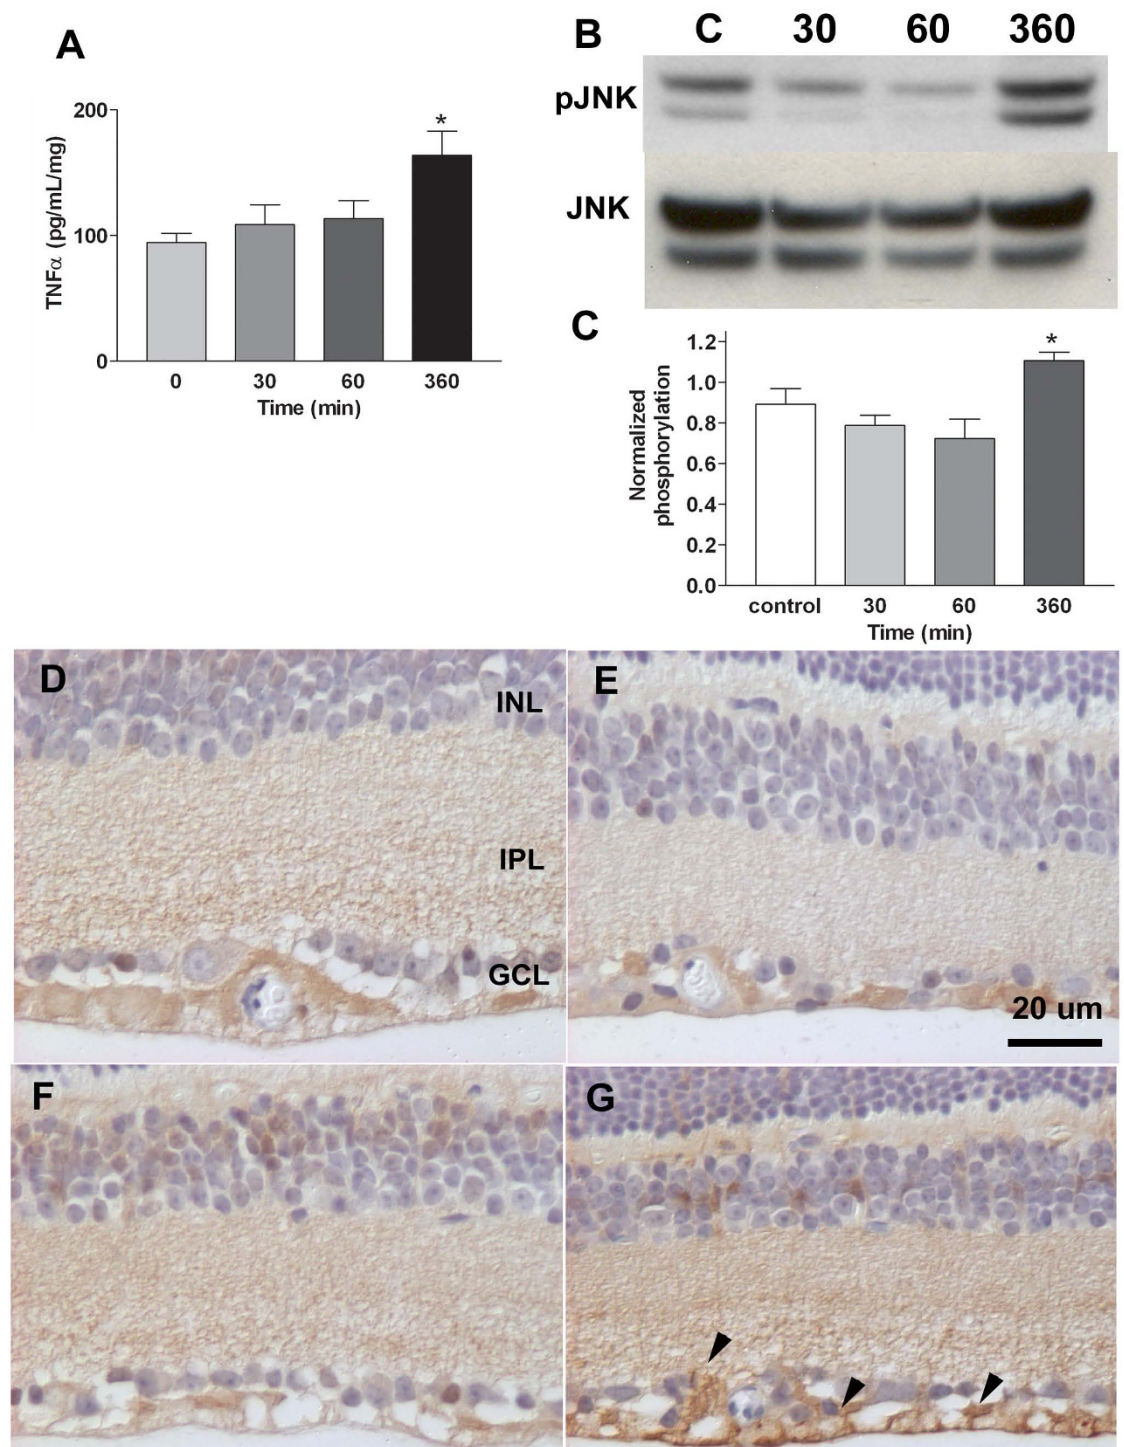 A
200
100
0
TNFα (pg/mL/mg)
*
0 30 60 360
Time (min)
B
C 30 60 360
pJNK
JNK
C
1.2
1.0
0.8
0.6
0.4
0.2
0.0
Normalized
phosphorylation
*
control 30 60 360
Time (min)
D
INL
IPL
GCL
E
20 um
F
G